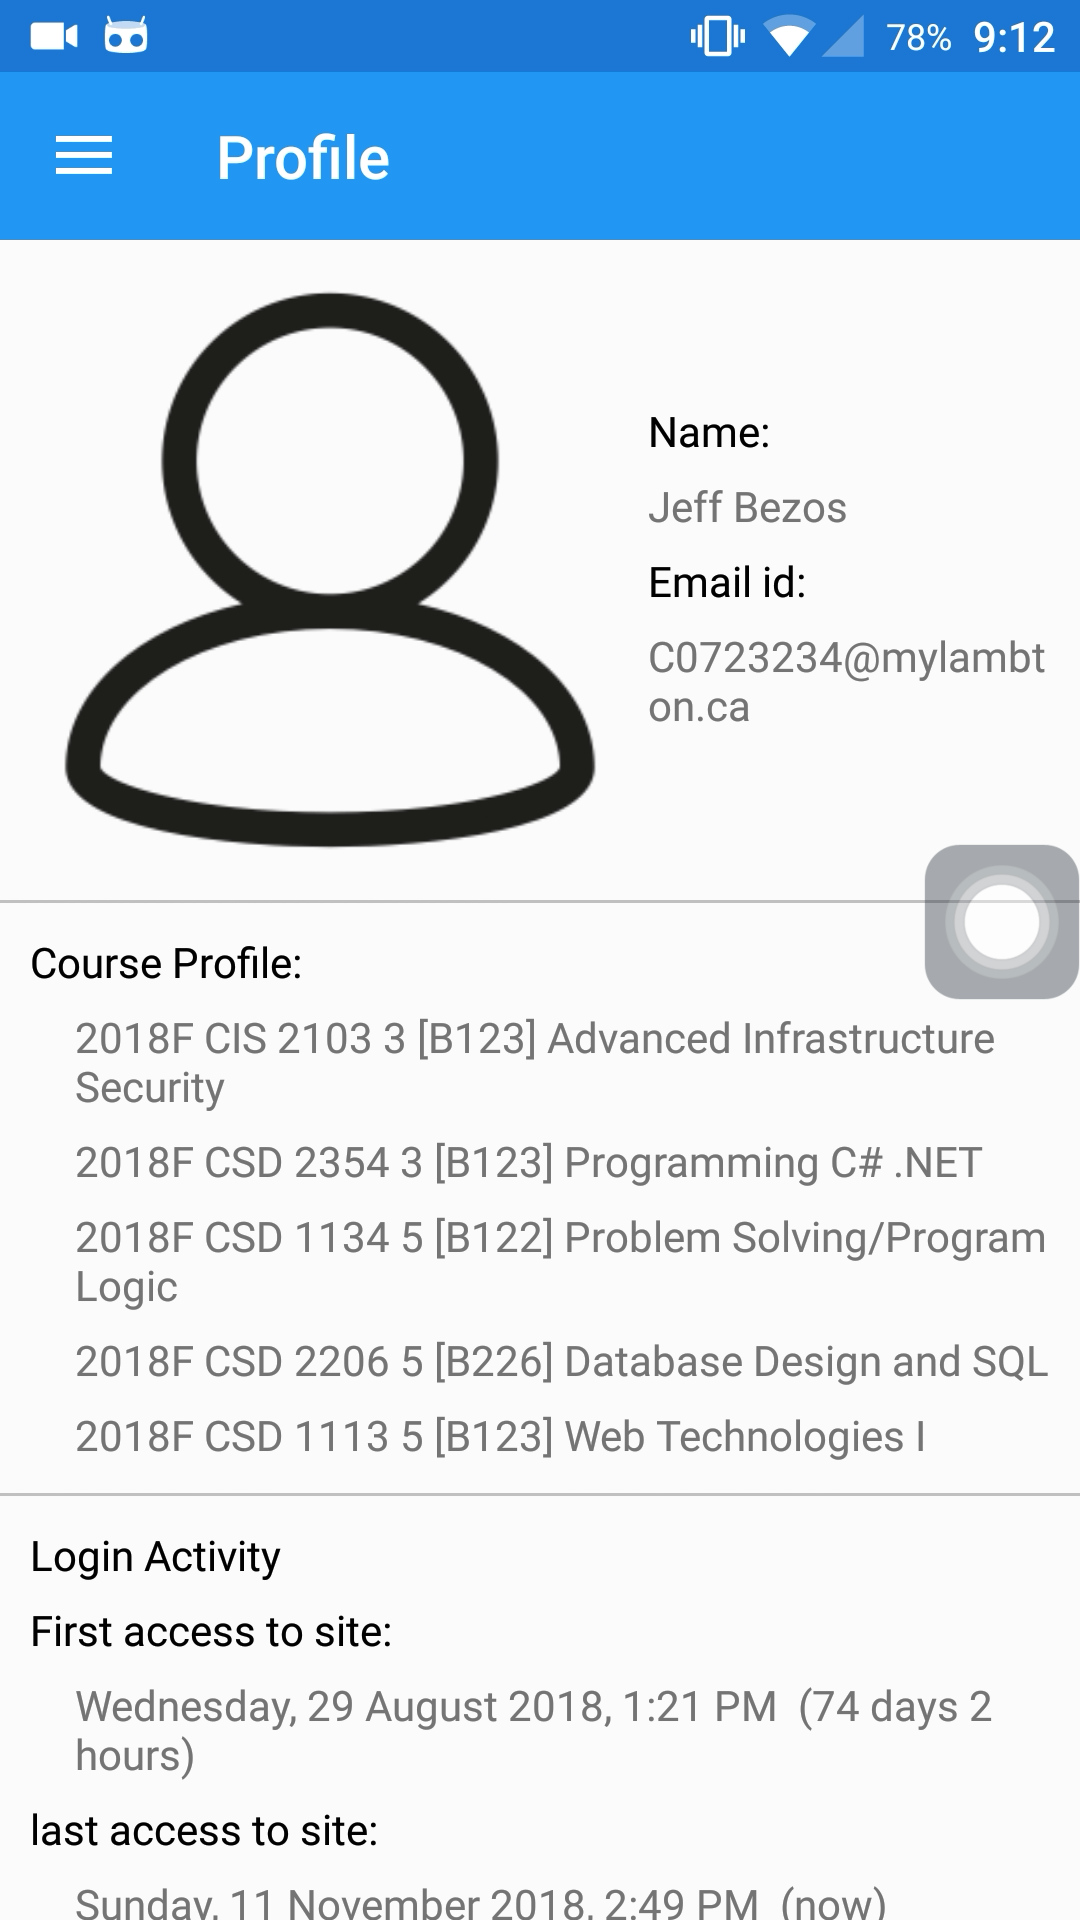 78% 9:12
Profile
Name:
Jeff Bezos
Email id:
C0723234@mylambt
on.ca
Course Profile:
2018F CIS 2103 3 [B123] Advanced Infrastructure
Security
2018F CSD 2354 3 [B123] Programming C# .NET
2018F CSD 1134 5 [B122] Problem Solving/Program
Logic
2018F CSD 2206 5 [B226] Database Design and SQL
2018F CSD 1113 5 [B123] Web Technologies I
Login Activity
First access to site:
Wednesday, 29 August 2018, 1:21 PM  (74 days 2
hours)
last access to site:
Sunday, 11 November 2018, 2:49 PM  (now)